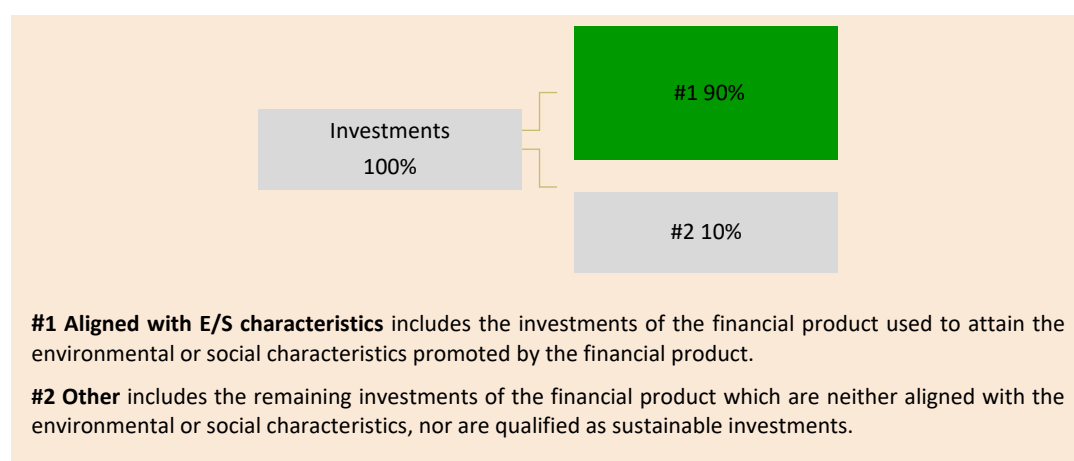 #1 90%
Investments
100%
#2 10%
#1 Aligned with E/S characteristics includes the investments of the financial product used to attain the
environmental or social characteristics promoted by the financial product.
#2 Other includes the remaining investments of the financial product which are neither aligned with the
environmental or social characteristics, nor are qualified as sustainable investments.